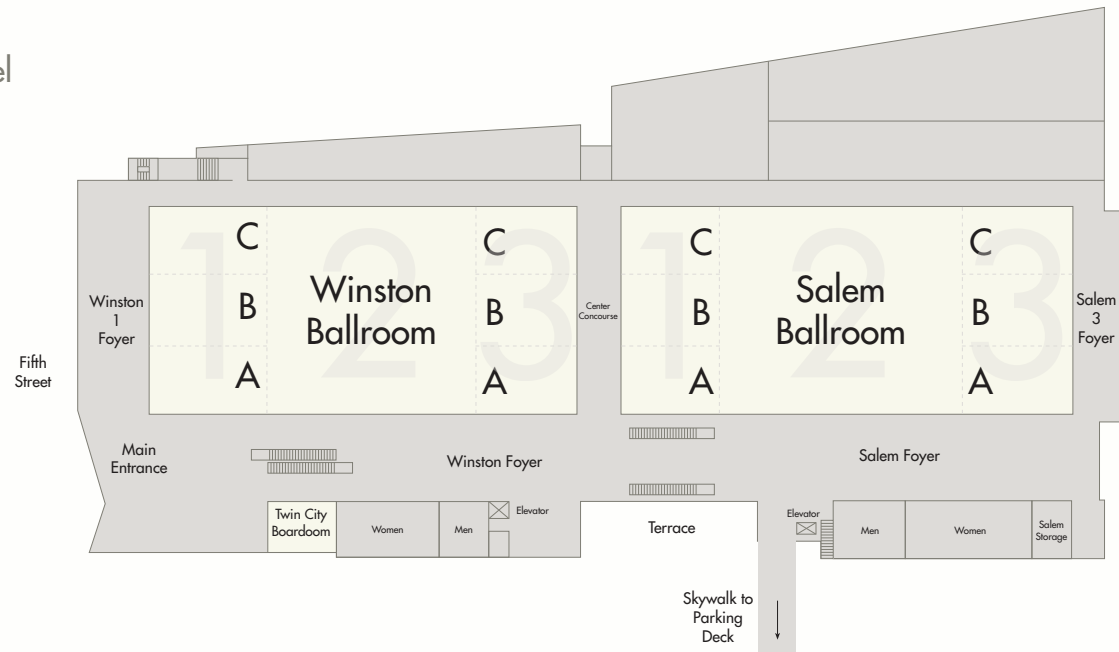 el
C
1
2
C
3
Winston
Ballroom
B
B
A
A
C
1
2
C
3
Salem
Ballroom
B
B
A
A
Winston
1
Foyer
Center
Concourse
Salem
3
Foyer
Fifth
Street
Main
Entrance
Winston Foyer
Salem Foyer
Twin City
Boardoom
Women
Men
Elevator
Terrace
Elevator
Men
Women
Salem
Storage
Skywalk to
Parking
Deck